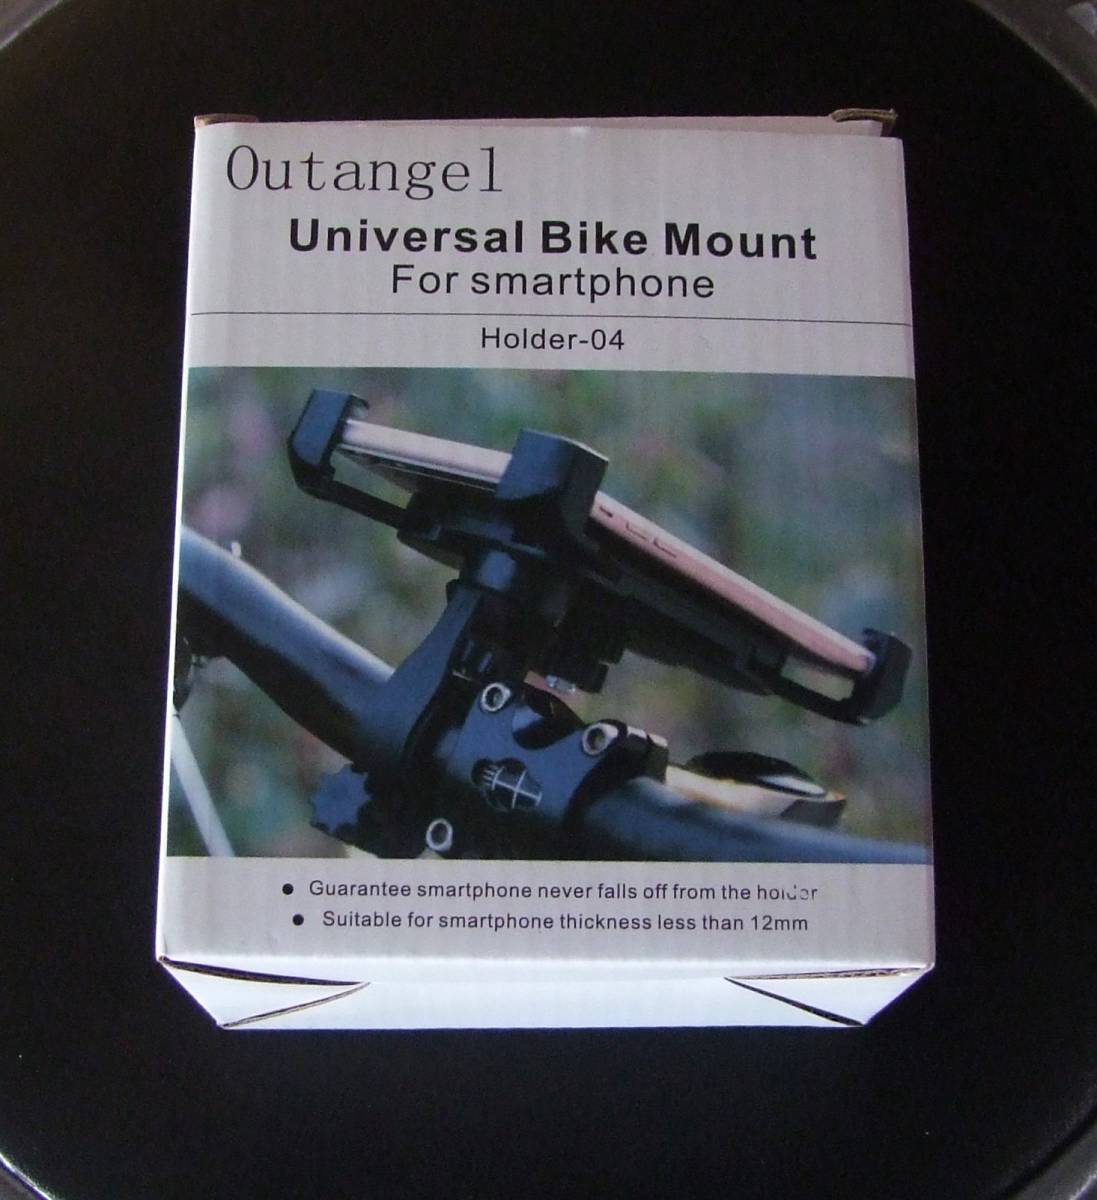 Outangel
Universal Bike Mount
For smartphone
Holder-04
● Guarantee smartphone never falls off from the holder
● Suitable for smartphone thickness less than 12mm